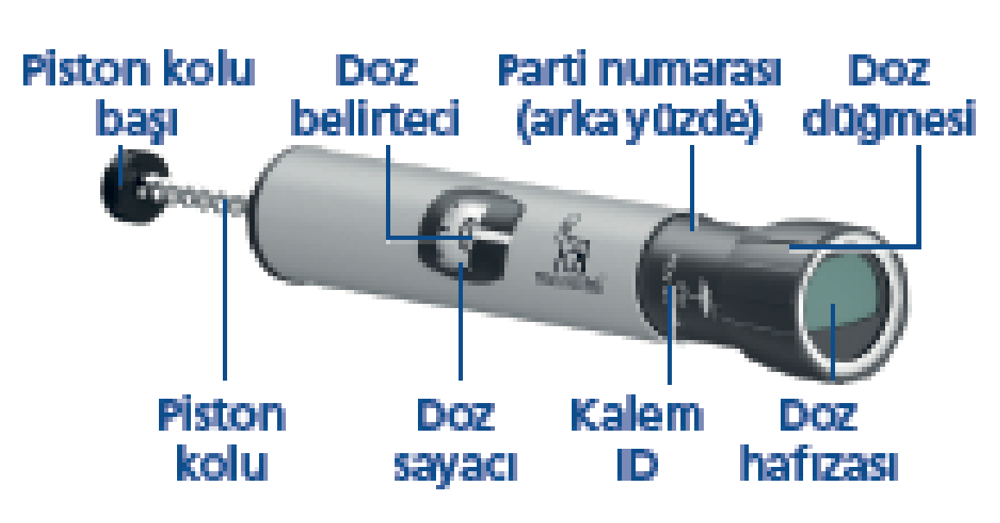 Piston kolu
başı
Doz
belirteci
Parti numarası
(arka yüzde)
Doz
düğmesi
Piston
kolu
Doz
sayacı
Kalem
ID
Doz
hafızası